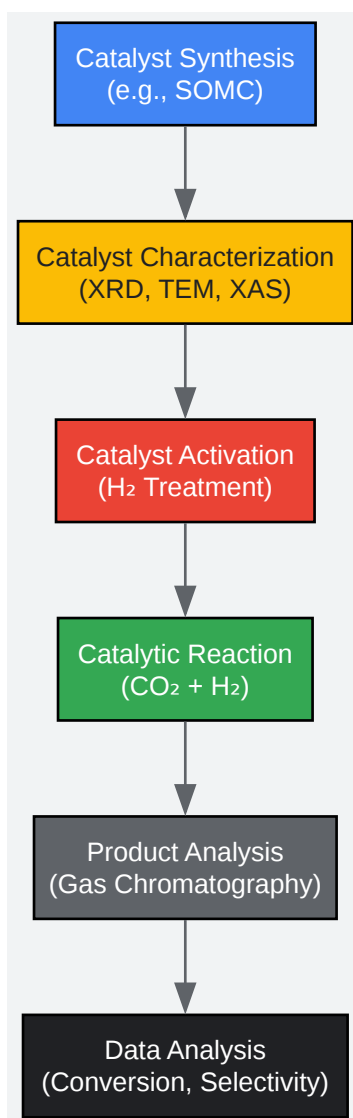 Catalyst Synthesis
(e.g., SOMC)
Catalyst Characterization
(XRD, TEM, XAS)
Catalyst Activation
(H₂ Treatment)
Catalytic Reaction
(CO₂ + H₂)
Product Analysis
(Gas Chromatography)
Data Analysis
(Conversion, Selectivity)